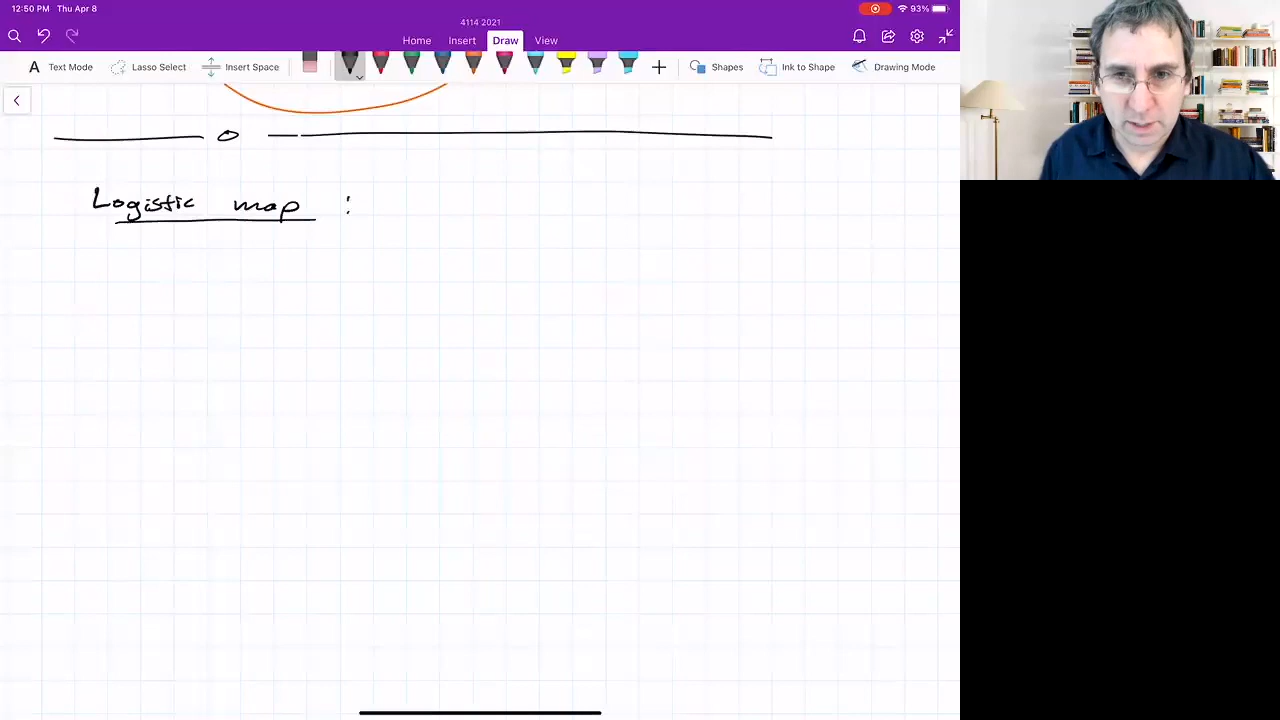 12:50 PM Thu Apr 8
93%
4114 2021
Home Insert Draw View
Text Mode Lasso Select Insert Space Shapes Ink to Shape Drawing Mode
Logistic map :